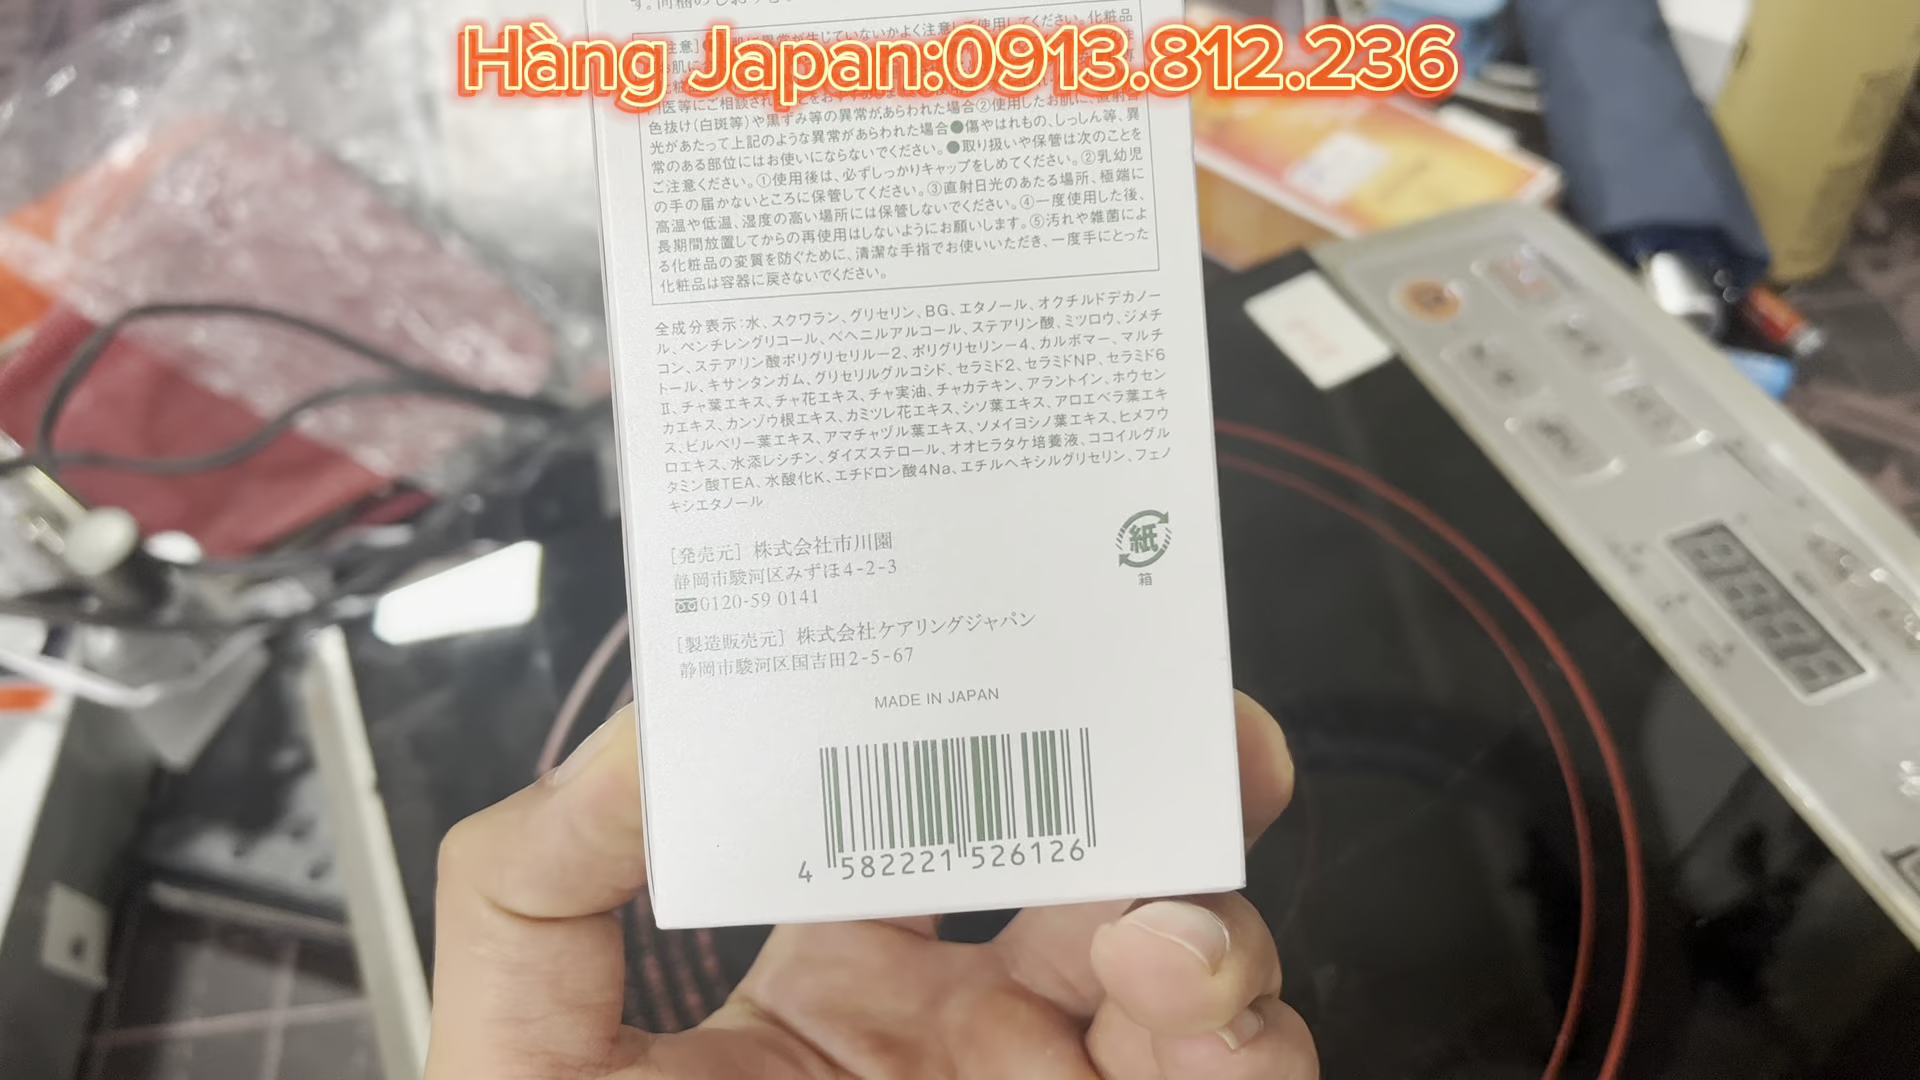 Hàng Japan:0913.812.236
色抜け(白斑等)や黒ずみ等の異常があらわれた場合②使用したお肌に、直射日
光があたって上記のような異常があらわれた場合●傷やはれもの、しっしん等、異
常のある部位にはお使いにならないでください。●取り扱いや保管は次のことを
ご注意ください。①使用後は、必ずしっかりキャップをしめてください。②乳幼児
の手の届かないところに保管してください。③直射日光のあたる場所、極端に
高温や低温、湿度の高い場所には保管しないでください。④一度使用した後、
長期間放置してからの再使用はしないようにお願いします。⑤汚れや雑菌によ
る化粧品の変質を防ぐために、清潔な手指でお使いいただき、一度手にとった
化粧品は容器に戻さないでください。
全成分表示:水、スクワラン、グリセリン、BG、エタノール、オクチルドデカノー
ル、ペンチレングリコール、ベヘニルアルコール、ステアリン酸、ミツロウ、ジメチ
コン、ステアリン酸ポリグリセリル−2、ポリグリセリン−4、カルボマー、マルチ
トール、キサンタンガム、グリセリルグルコシド、セラミド2、セラミドNP、セラミド6
Ⅱ、チャ葉エキス、チャ花エキス、チャ実油、チャカテキン、アラントイン、ホウセン
カエキス、カンゾウ根エキス、カミツレ花エキス、シソ葉エキス、アロエベラ葉エキ
ス、ビルベリー葉エキス、アマチャヅル葉エキス、ソメイヨシノ葉エキス、ヒメフウ
ロエキス、水添レシチン、ダイズステロール、オオヒラタケ培養液、ココイルグル
タミン酸TEA、水酸化K、エチドロン酸4Na、エチルヘキシルグリセリン、フェノ
キシエタノール
[発売元] 株式会社市川園
静岡市駿河区みずほ4-2-3
0120-59 0141
紙
箱
[製造販売元] 株式会社ケアリングジャパン
静岡市駿河区国吉田2-5-67
MADE IN JAPAN
4 582221 526126